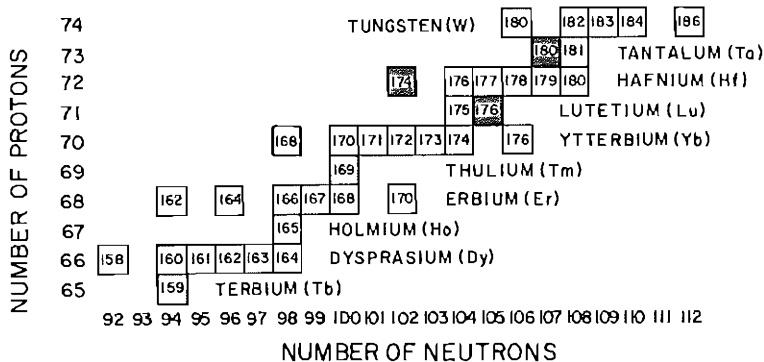 74 TUNGSTEN (W) 180 182 183 184 186
73 180 181 TANTALUM (Ta)
72 174 176 177 178 179 180 HAFNIUM (Hf)
71 175 176 LUTETIUM (Lu)
70 168 170 171 172 173 174 176 YTTERBIUM (Yb)
69 169 THULIUM (Tm)
68 162 164 166 167 168 170 ERBIUM (Er)
67 165 HOLMIUM (Ho)
66 158 160 161 162 163 164 DYSPRASIUM (Dy)
65 159 TERBIUM (Tb)
92 93 94 95 96 97 98 99 100 101 102 103 104 105 106 107 108 109 110 111 112
NUMBER OF NEUTRONS
NUMBER OF PROTONS